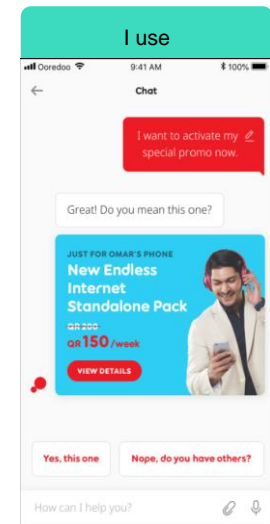 I use
Ooredoo 9:41 AM 100%
Chat
I want to activate my
special promo now.
Great! Do you mean this one?
JUST FOR OMAR'S PHONE
New Endless
Internet
Standalone Pack
QR 200
QR 150 /week
VIEW DETAILS
Yes, this one Nope, do you have others?
How can I help you?